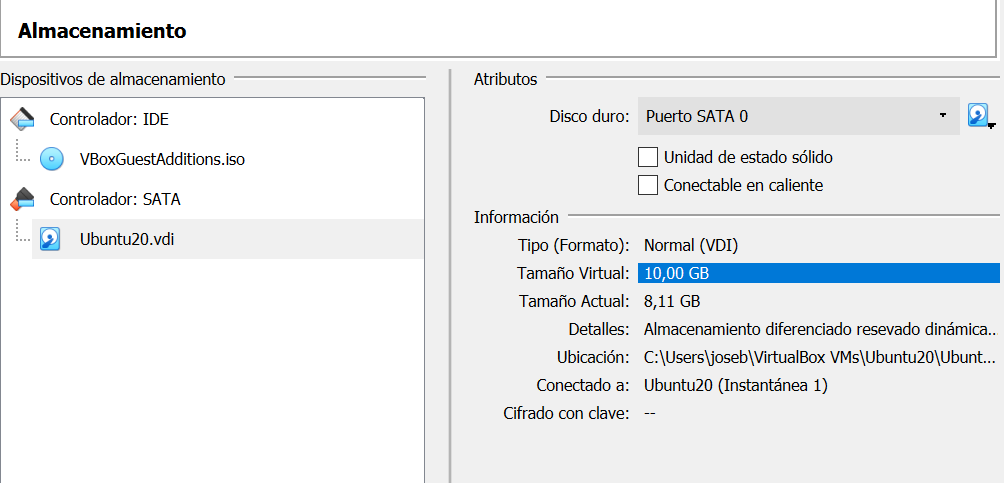 Almacenamiento
Dispositivos de almacenamiento
Controlador: IDE
VBoxGuestAdditions.iso
Controlador: SATA
Ubuntu20.vdi
Atributos
Disco duro: Puerto SATA 0
Unidad de estado sólido
Conectable en caliente
Información
Tipo (Formato): Normal (VDI)
Tamaño Virtual: 10,00 GB
Tamaño Actual: 8,11 GB
Detalles: Almacenamiento diferenciado resevado dinámica...
Ubicación: C:\Users\joseb\VirtualBox VMs\Ubuntu20\Ubunt...
Conectado a: Ubuntu20 (Instantánea 1)
Cifrado con clave: --